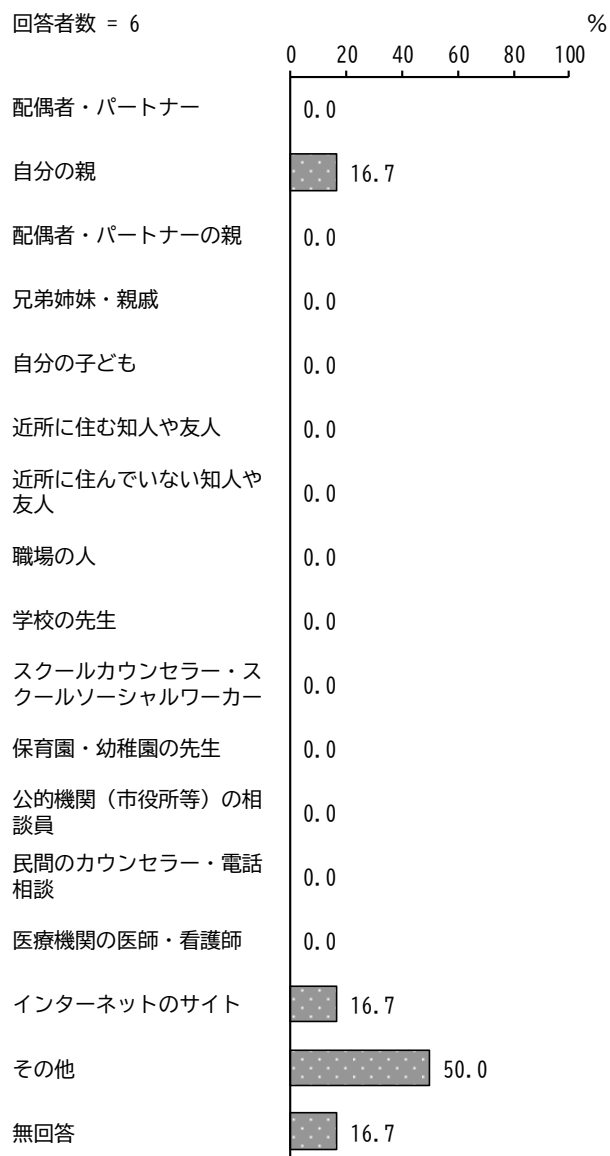 回答者数 = 6 %
0 20 40 60 80 100
配偶者・パートナー 0.0
自分の親 16.7
配偶者・パートナーの親 0.0
兄弟姉妹・親戚 0.0
自分の子ども 0.0
近所に住む知人や友人 0.0
近所に住んでいない知人や
友人 0.0
職場の人 0.0
学校の先生 0.0
スクールカウンセラー・ス
クールソーシャルワーカー 0.0
保育園・幼稚園の先生 0.0
公的機関（市役所等）の相
談員 0.0
民間のカウンセラー・電話
相談 0.0
医療機関の医師・看護師 0.0
インターネットのサイト 16.7
その他 50.0
無回答 16.7